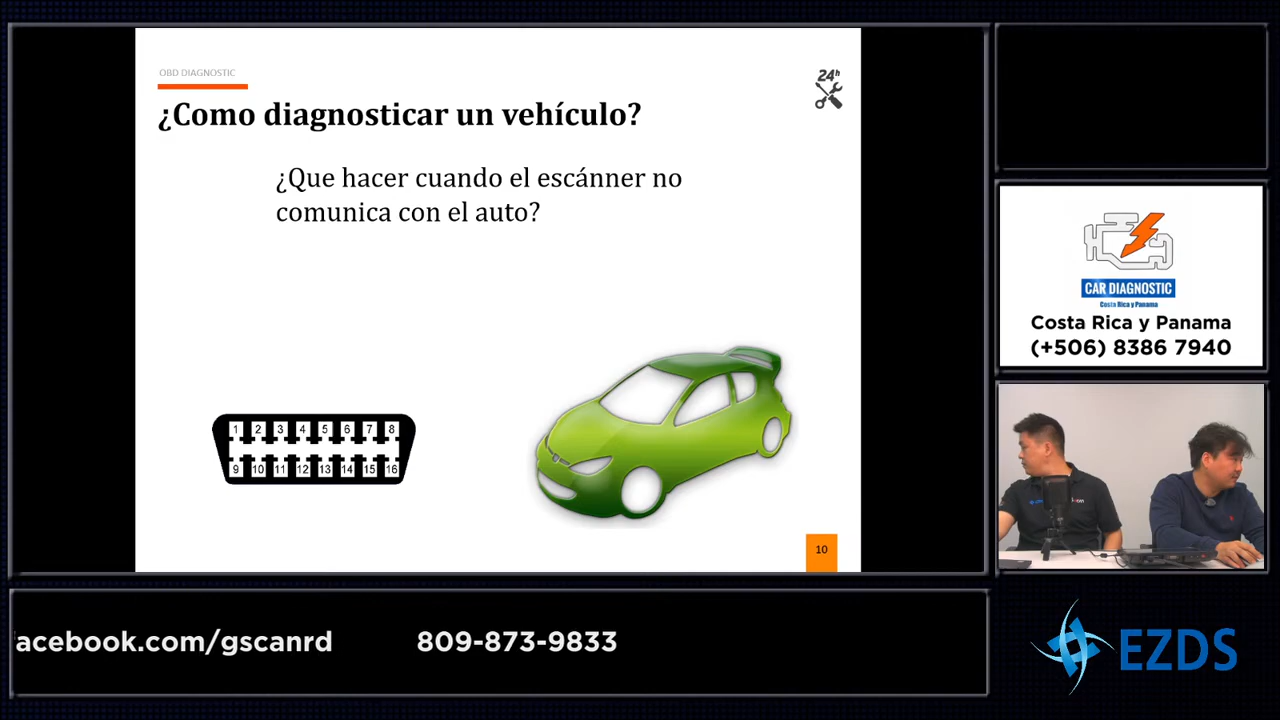 OBD DIAGNOSTIC
24h
¿Como diagnosticar un vehículo?
¿Que hacer cuando el escánner no
comunica con el auto?
1 2 3 4 5 6 7 8
9 10 11 12 13 14 15 16
10
CAR DIAGNOSTIC
Costa Rica y Panama
Costa Rica y Panama
(+506) 8386 7940
acebook.com/gscanrd 809-873-9833
EZDS